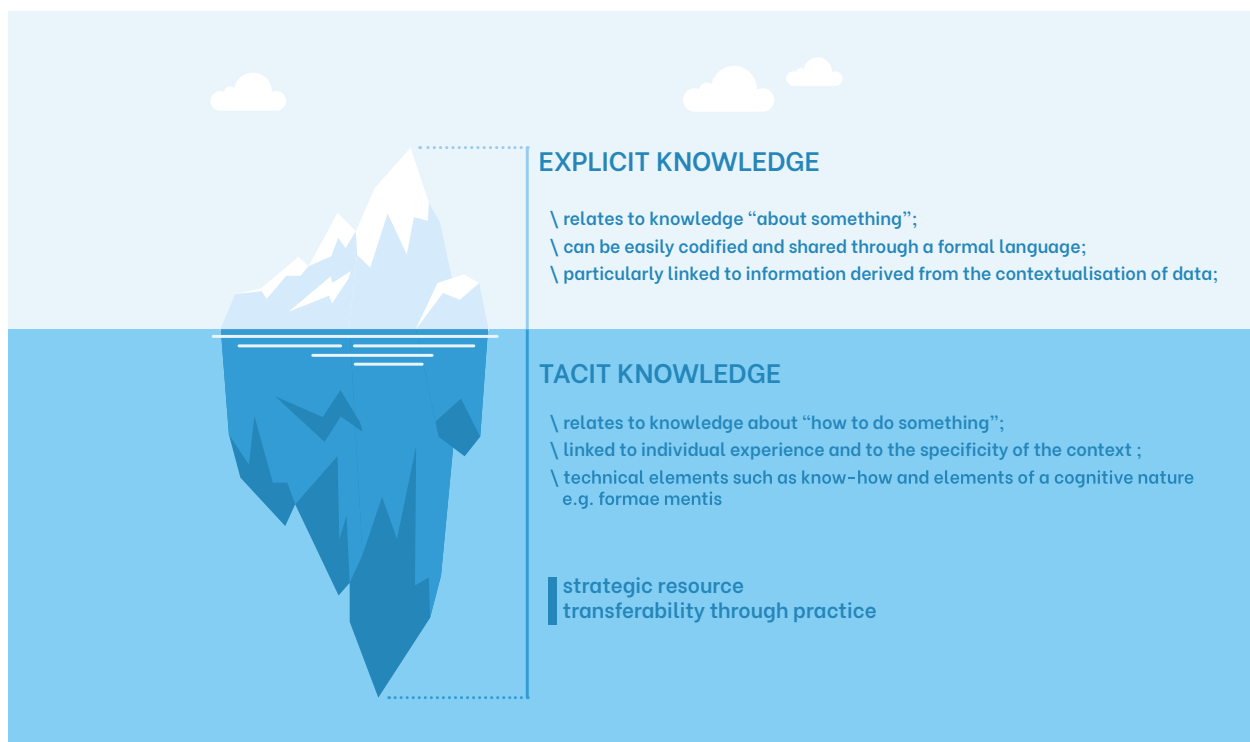 EXPLICIT KNOWLEDGE
\ relates to knowledge “about something”;
\ can be easily codified and shared through a formal language;
\ particularly linked to information derived from the contextualisation of data;
TACIT KNOWLEDGE
\ relates to knowledge about “how to do something”;
\ linked to individual experience and to the specificity of the context ;
\ technical elements such as know-how and elements of a cognitive nature
e.g. formae mentis
strategic resource
transferability through practice